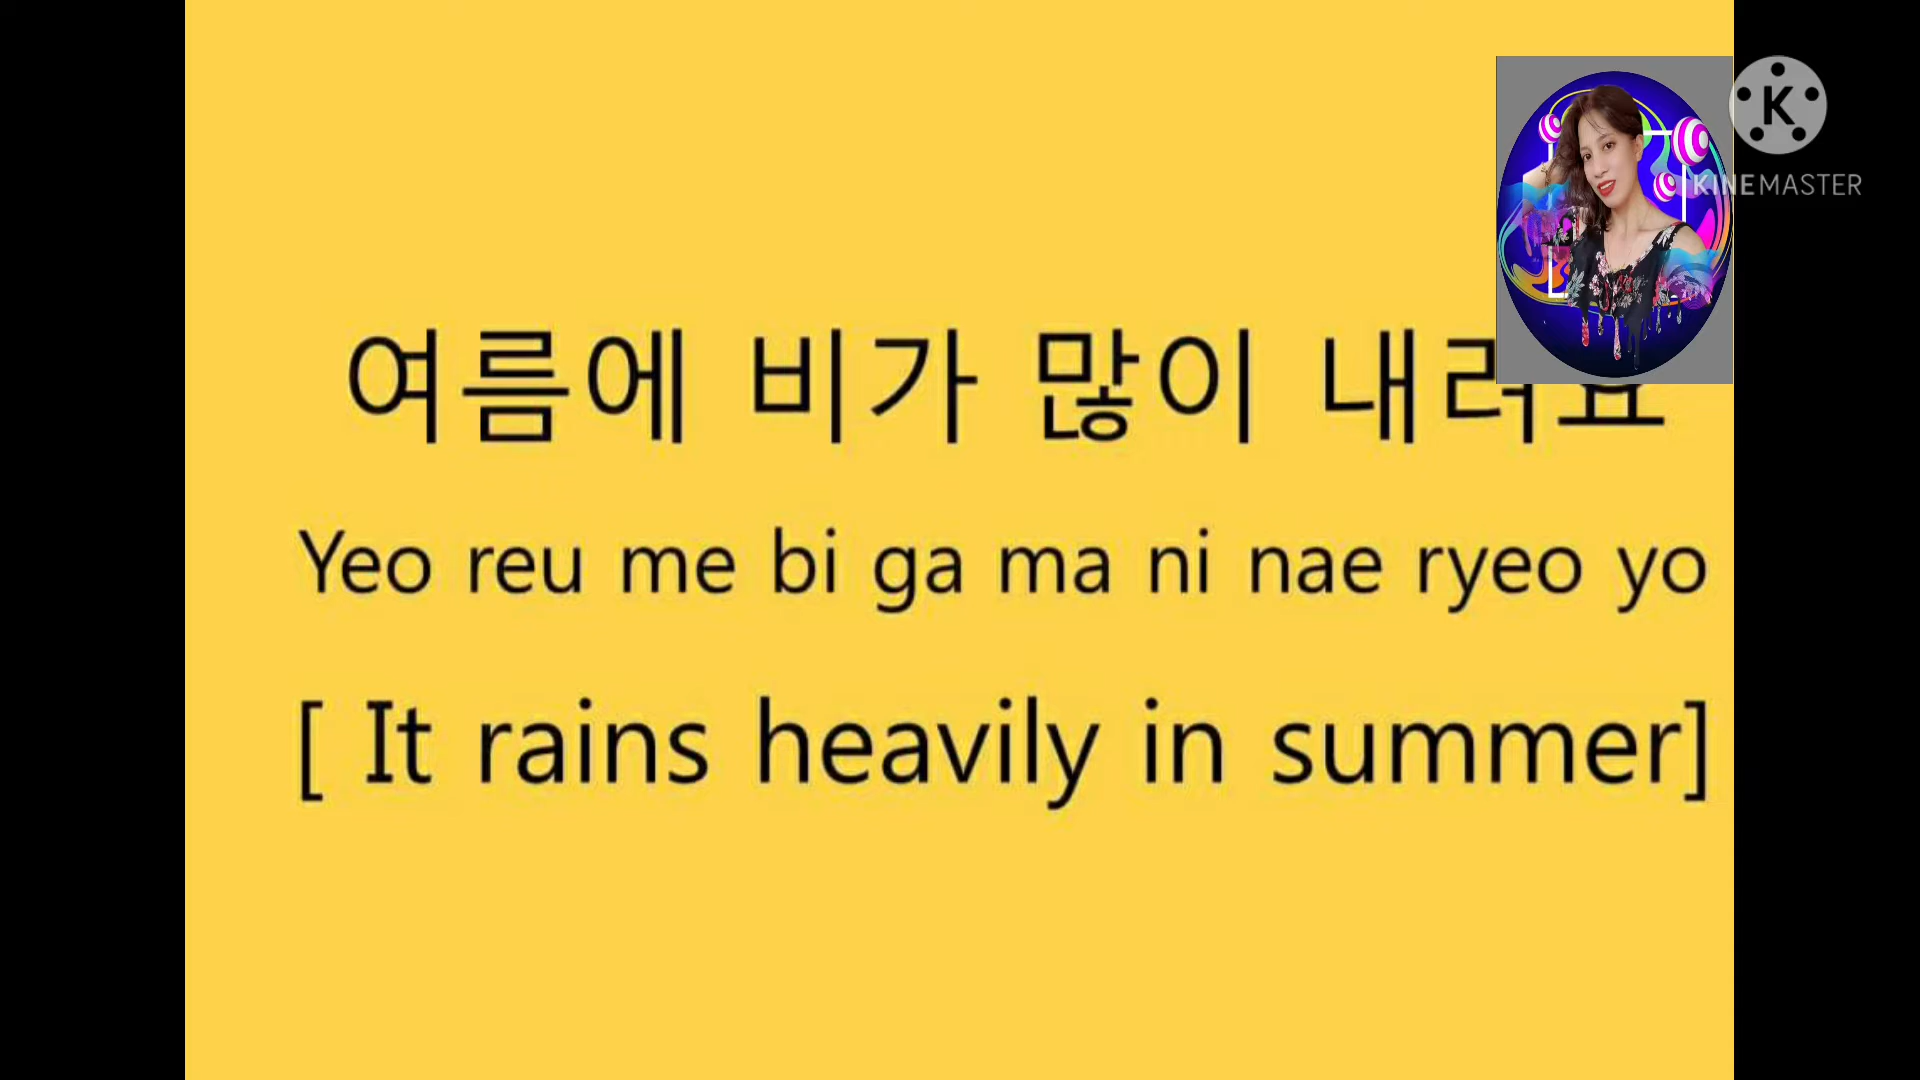 여름에 비가 많이 내려요
Yeo reu me bi ga ma ni nae ryeo yo
[ It rains heavily in summer]
K
KINEMASTER